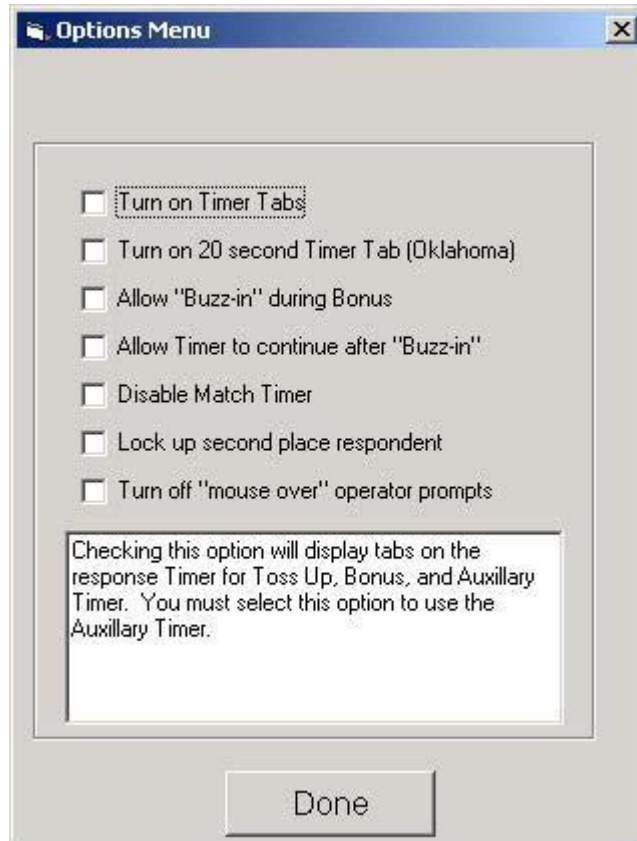 Options Menu
Turn on Timer Tabs
Turn on 20 second Timer Tab (Oklahoma)
Allow "Buzz-in" during Bonus
Allow Timer to continue after "Buzz-in"
Disable Match Timer
Lock up second place respondent
Turn off "mouse over" operator prompts
Checking this option will display tabs on the
response Timer for Toss Up, Bonus, and Auxillary
Timer.  You must select this option to use the
Auxillary Timer.
Done